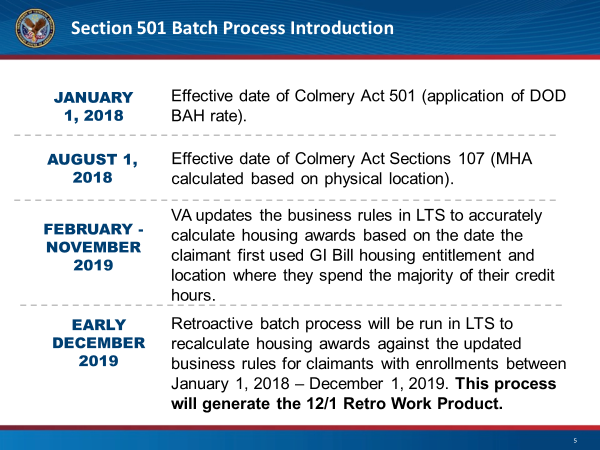 Section 501 Batch Process Introduction
JANUARY
1, 2018
Effective date of Colmery Act 501 (application of DOD
BAH rate).
AUGUST 1,
2018
Effective date of Colmery Act Sections 107 (MHA
calculated based on physical location).
FEBRUARY -
NOVEMBER
2019
VA updates the business rules in LTS to accurately
calculate housing awards based on the date the
claimant first used GI Bill housing entitlement and
location where they spend the majority of their credit
hours.
EARLY
DECEMBER
2019
Retroactive batch process will be run in LTS to
recalculate housing awards against the updated
business rules for claimants with enrollments between
January 1, 2018 – December 1, 2019. This process
will generate the 12/1 Retro Work Product.
5